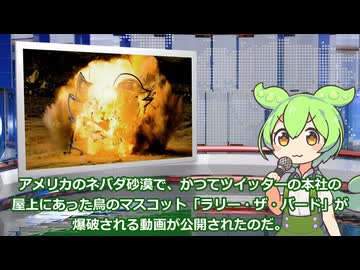 アメリカのネバダ砂漠で、かつてツイッターの本社の
屋上にあった鳥のマスコット「ラリー・ザ・バード」が
爆破される動画が公開されたのだ。